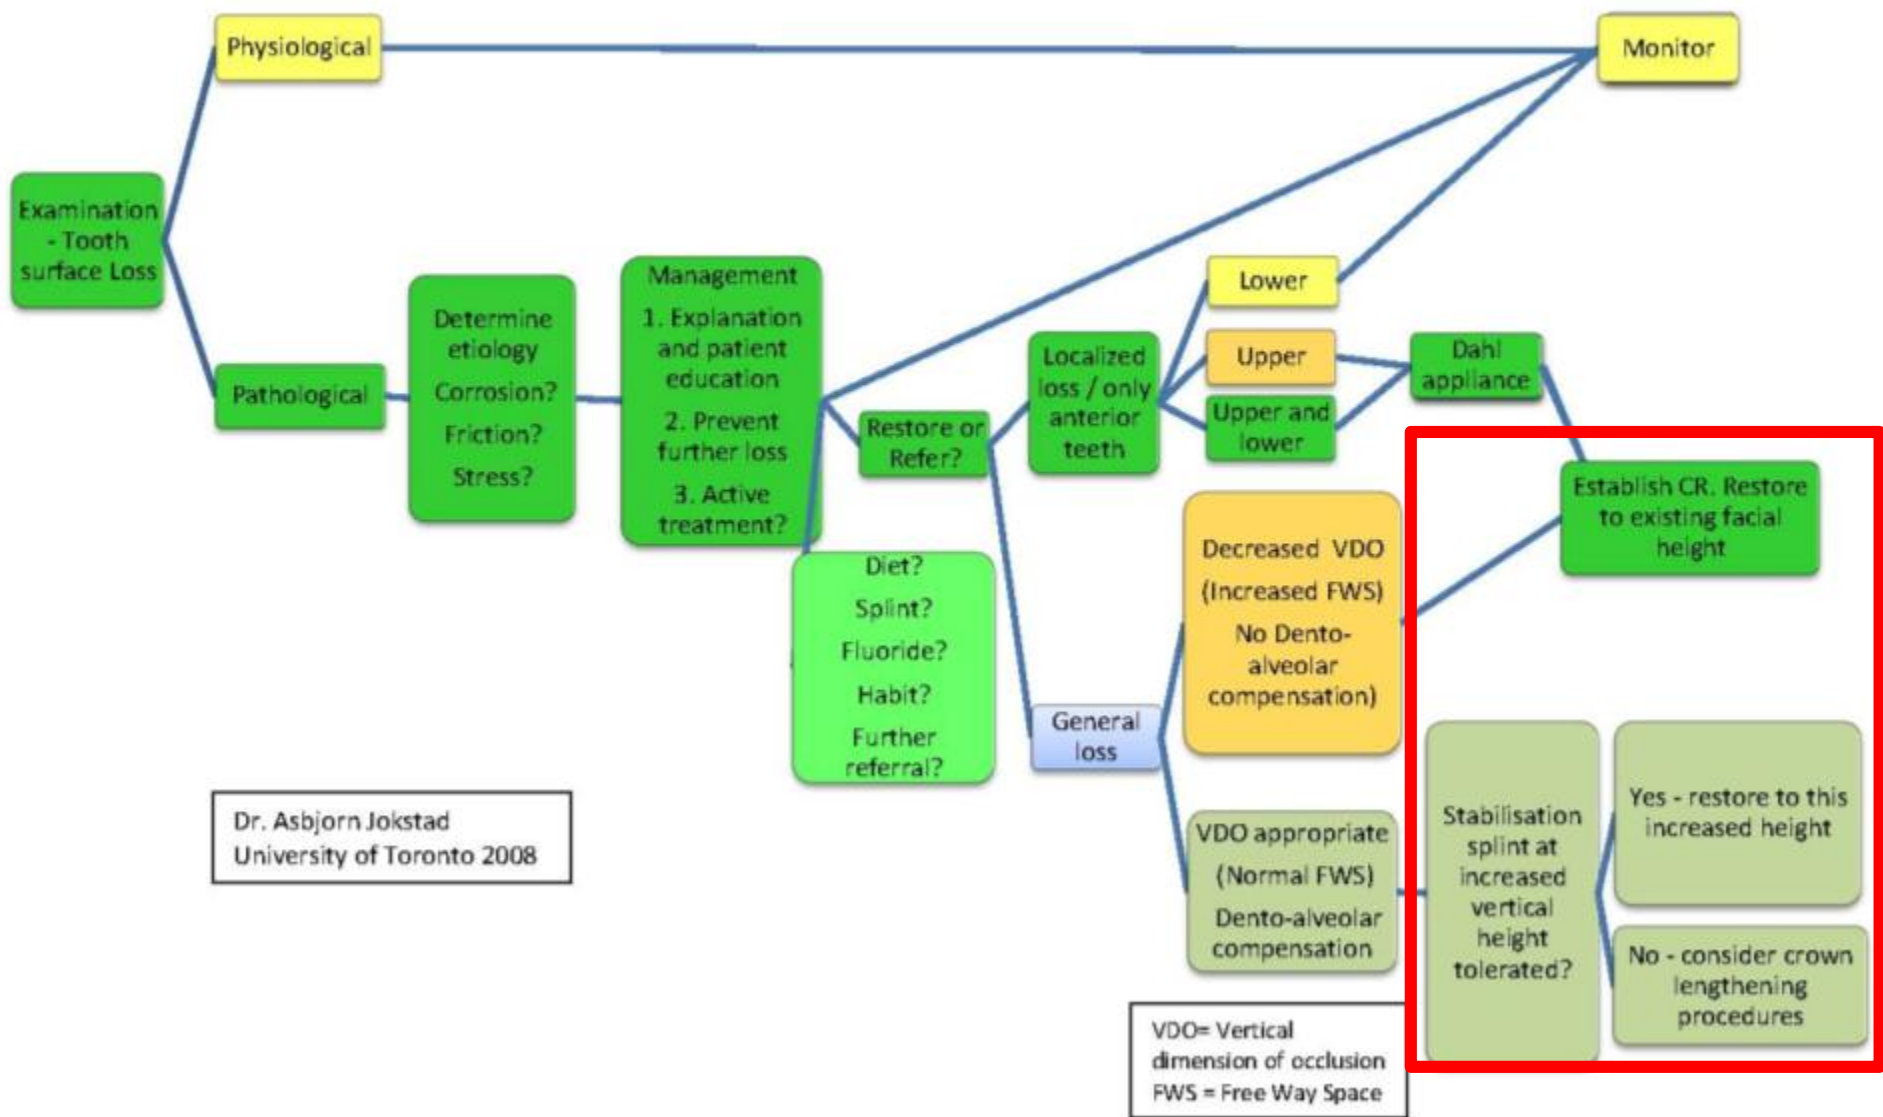 Physiological
Monitor
Examination
- Tooth
surface Loss
Pathological
Determine
etiology
Corrosion?
Friction?
Stress?
Management
1. Explanation
and patient
education
2. Prevent
further loss
3. Active
treatment?
Diet?
Splint?
Fluoride?
Habit?
Further
referral?
Restore or
Refer?
Localized
loss / only
anterior
teeth
General
loss
Lower
Upper
Upper and
lower
Dahl
appliance
Establish CR. Restore
to existing facial
height
Decreased VDO
(Increased FWS)
No Dento-
alveolar
compensation)
VDO appropriate
(Normal FWS)
Dento-alveolar
compensation
Stabilisation
splint at
increased
vertical
height
tolerated?
Yes - restore to this
increased height
No - consider crown
lengthening
procedures
Dr. Asbjorn Jokstad
University of Toronto 2008
VDO= Vertical
dimension of occlusion
FWS = Free Way Space